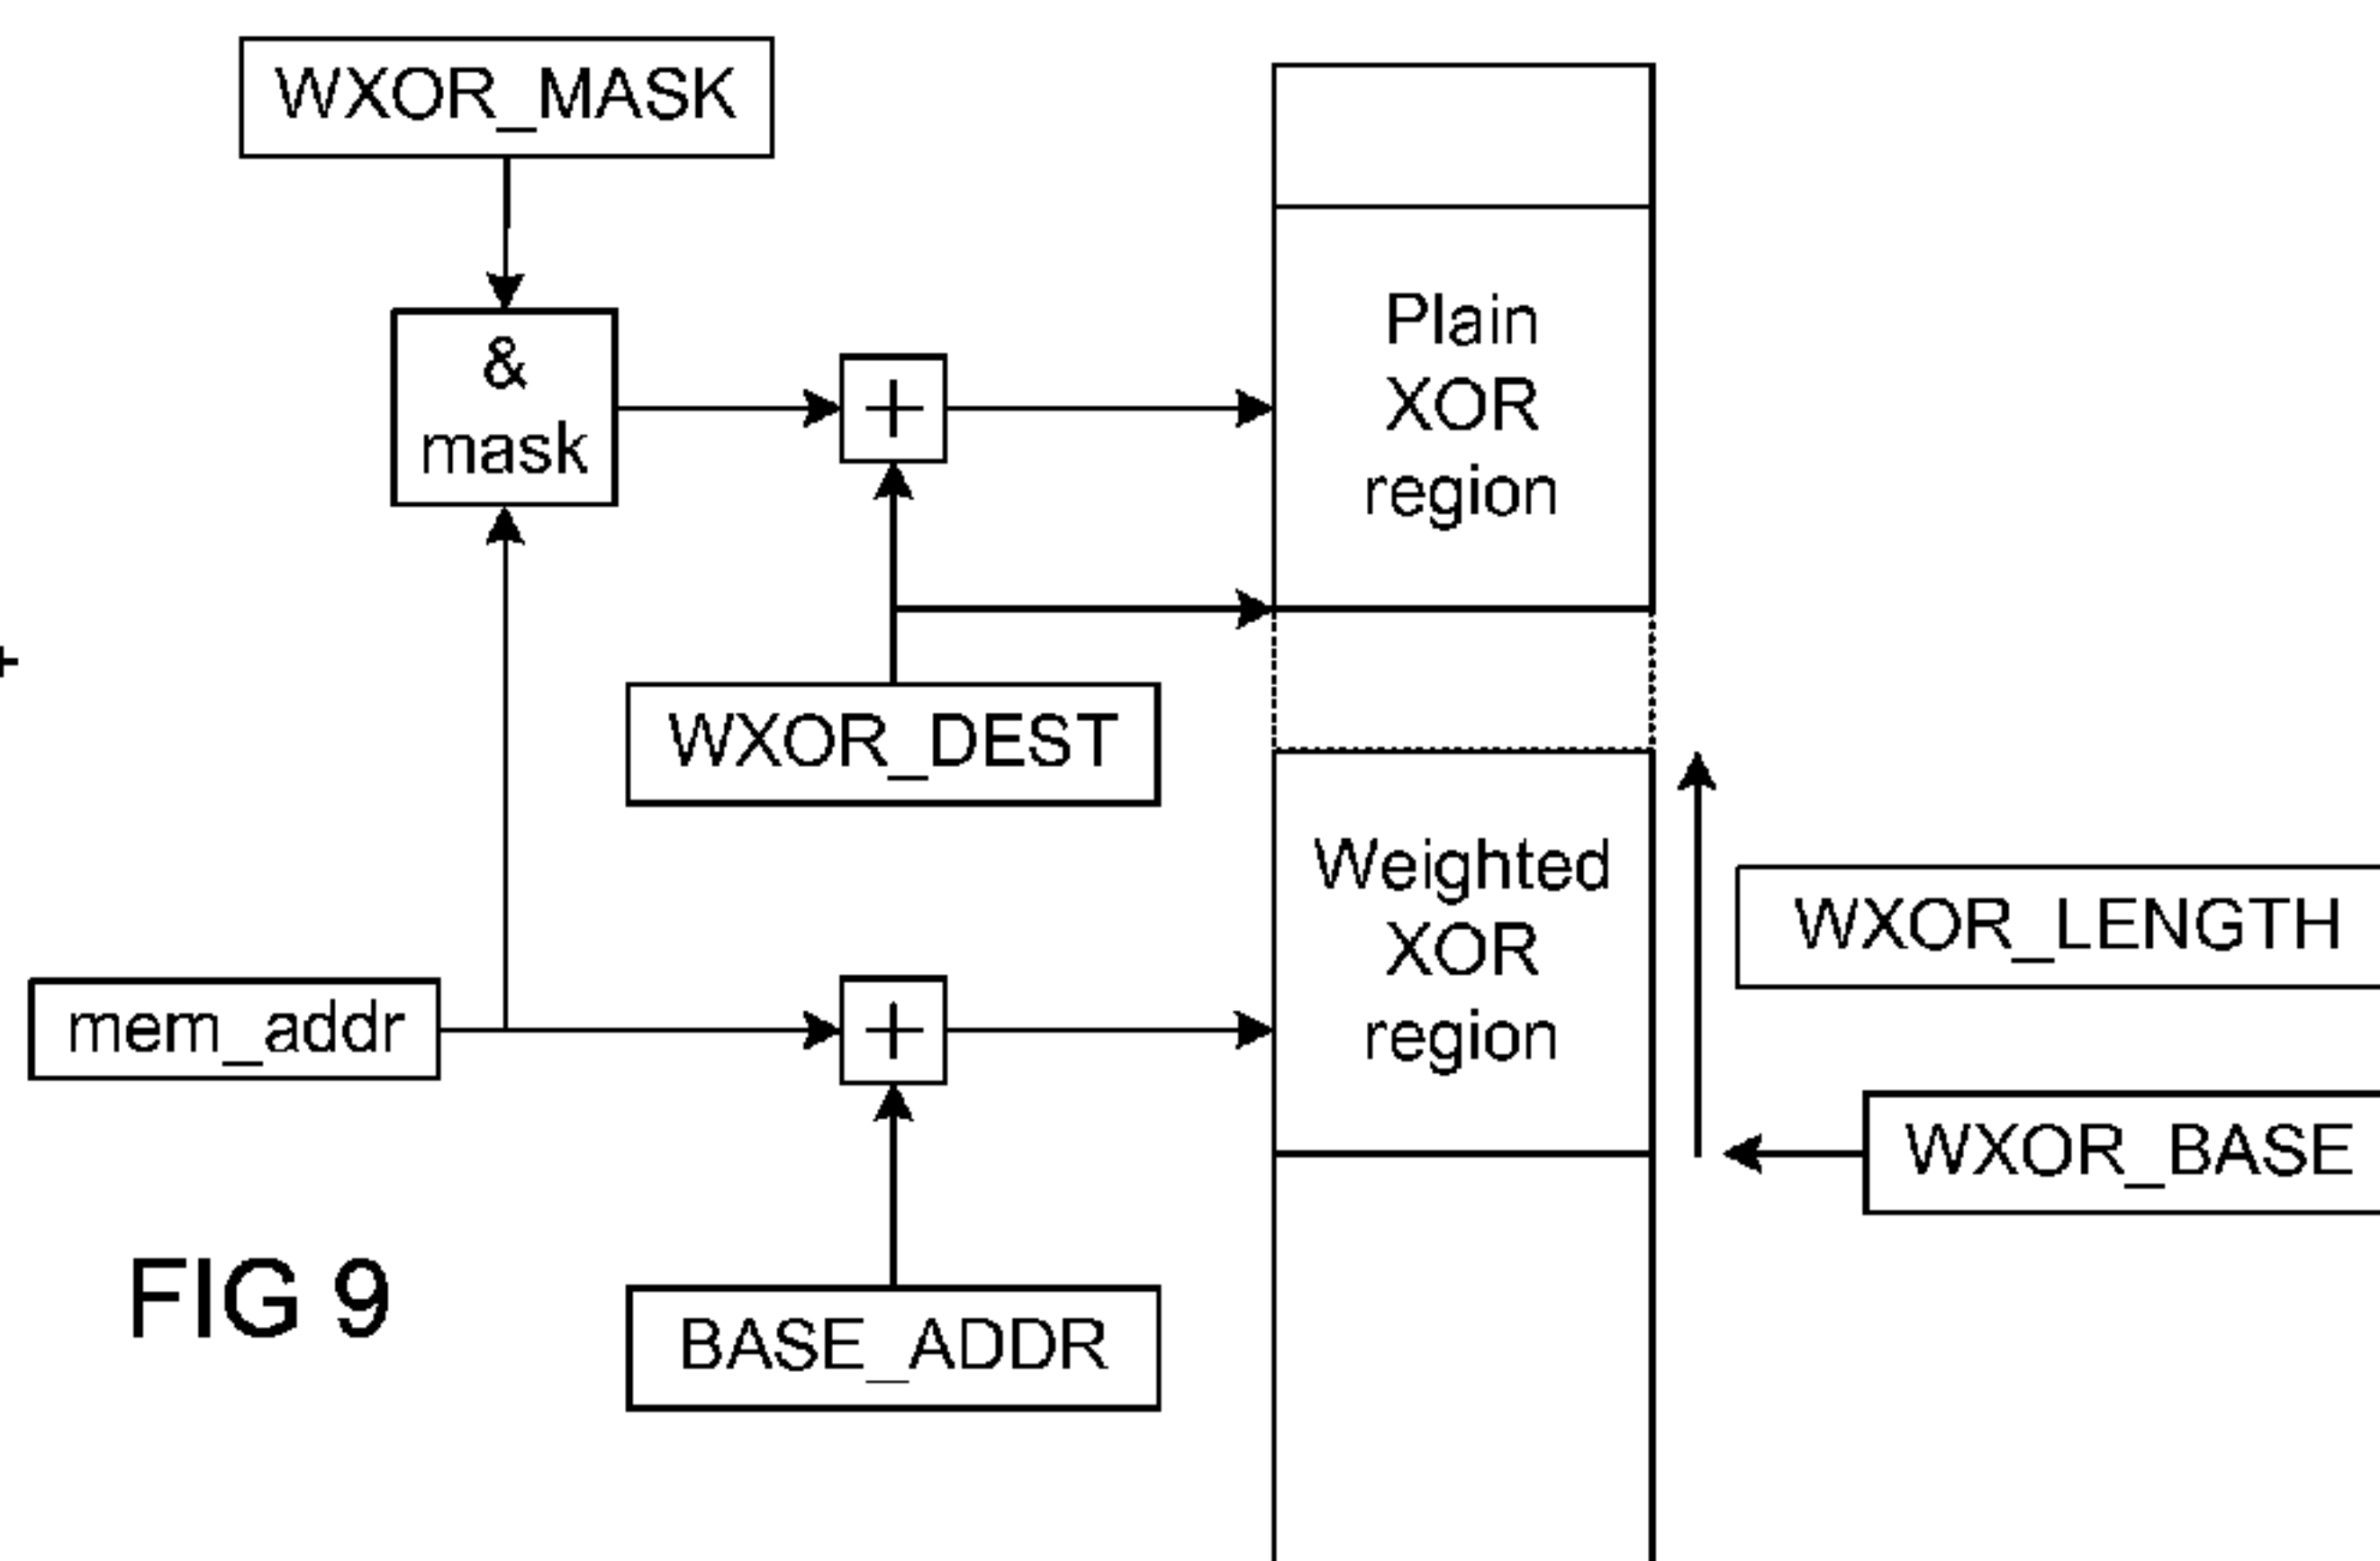 WXOR_MASK
&
mask
+
Plain
XOR
region
+
WXOR_DEST
Weighted
XOR
region
WXOR_LENGTH
mem_addr
+
WXOR_BASE
BASE_ADDR
FIG 9